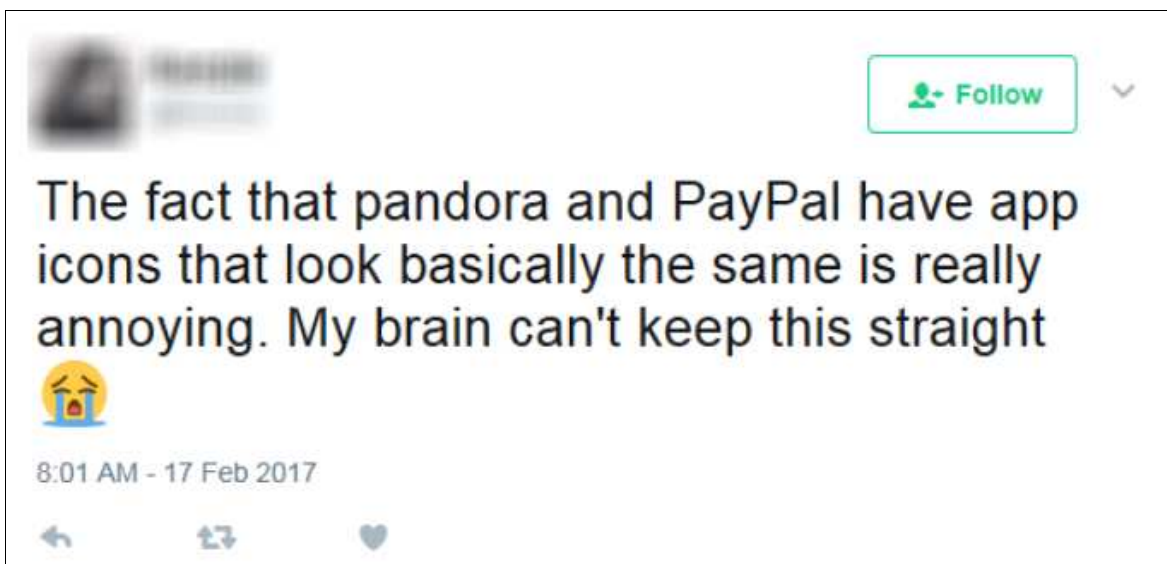 Follow
The fact that pandora and PayPal have app
icons that look basically the same is really
annoying. My brain can't keep this straight
😭
8:01 AM - 17 Feb 2017